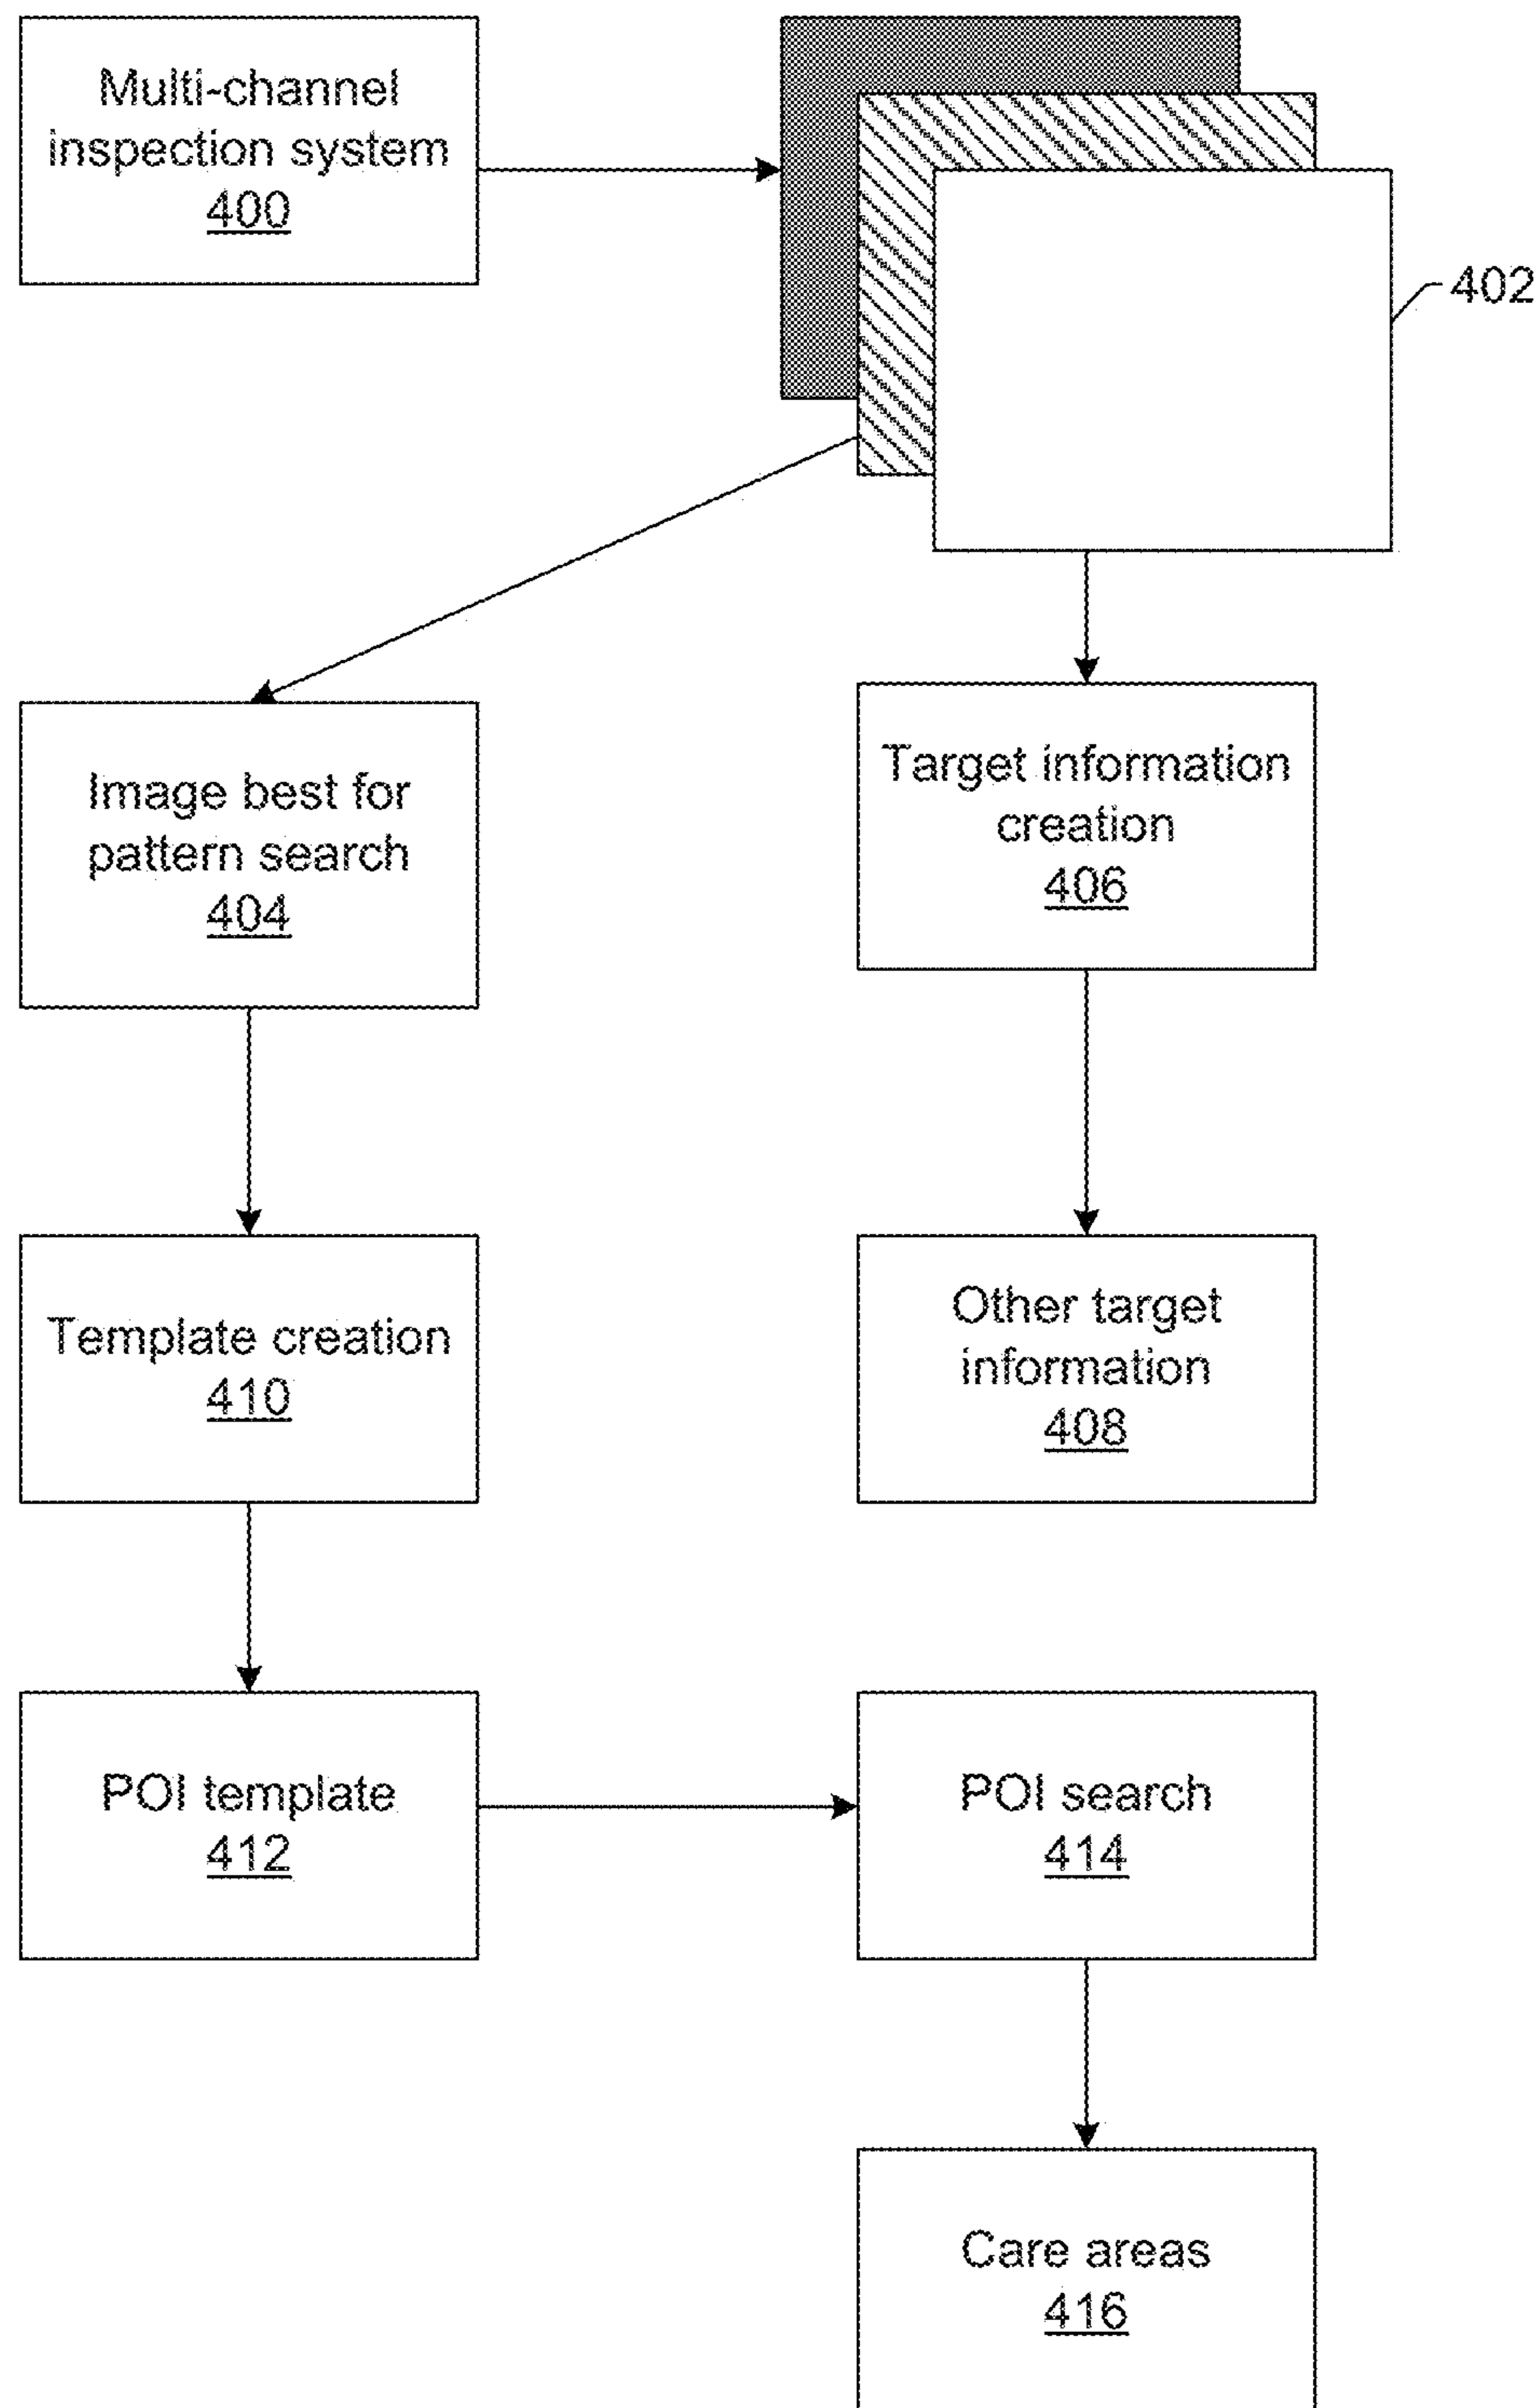 Multi-channel
inspection system
400
402
Image best for
pattern search
404
Target information
creation
406
Template creation
410
Other target
information
408
POI template
412
POI search
414
Care areas
416